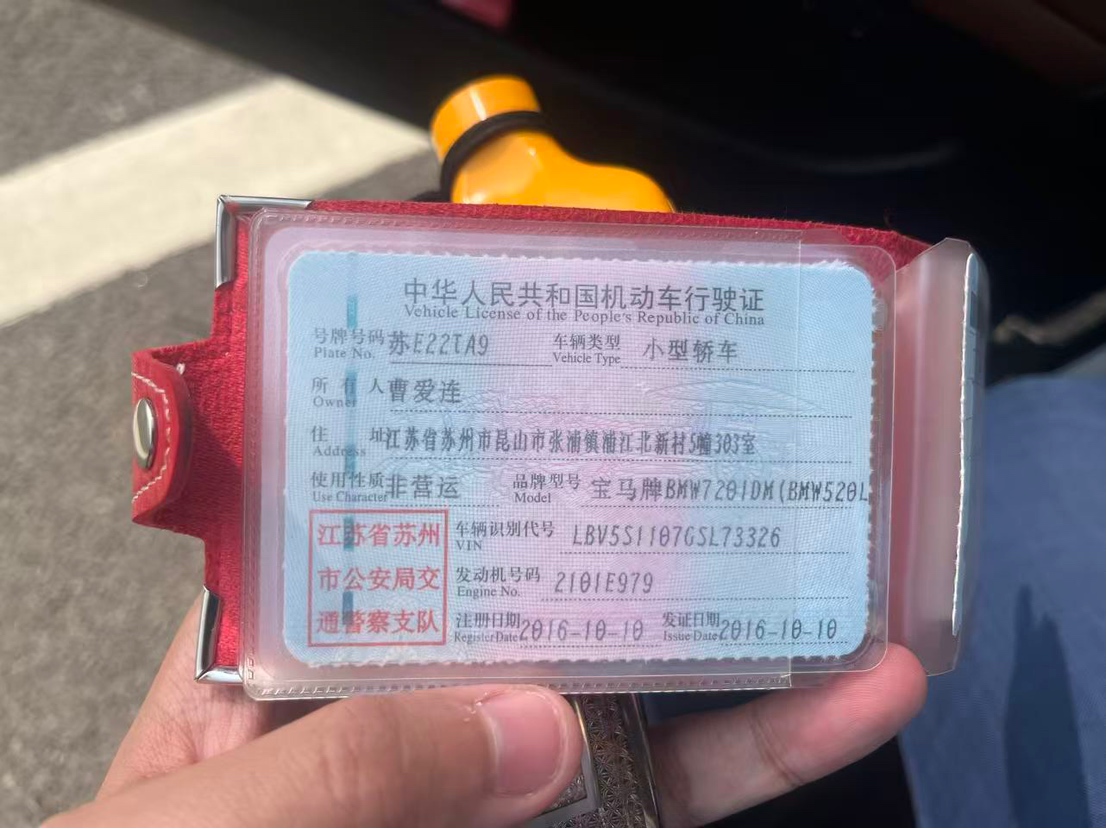 中华人民共和国机动车行驶证
Vehicle License of the People's Republic of China
号牌号码 苏E22TA9 车辆类型 小型轿车
Plate No. Vehicle Type
所有人 曹爱连
Owner
住址 江苏省苏州市昆山市张浦镇浦江北新村5幢303室
Address
使用性质 非营运 品牌型号 宝马牌BMW7201DM(BMW520L
Use Character Model
江苏省苏州 车辆识别代号 LBV5S1107GSL73326
VIN
市公安局交 发动机号码 2101E979
Engine No.
通警察支队 注册日期 2016-10-10 发证日期 2016-10-10
Register Date Issue Date